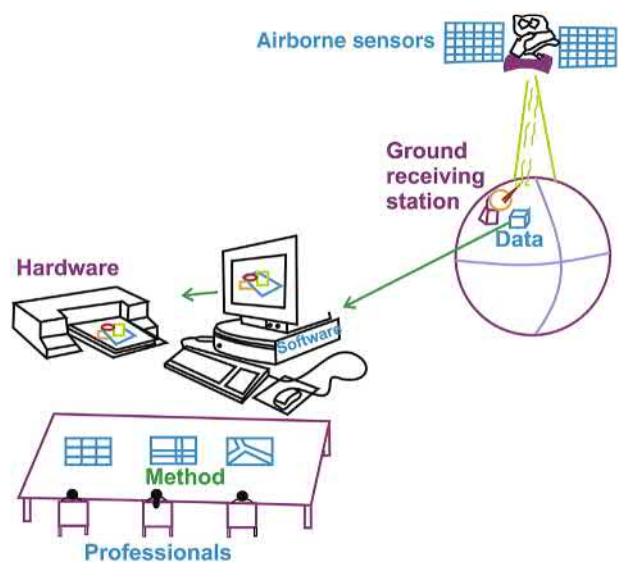 Airborne sensors
Ground
receiving
station
Data
Hardware
Software
Method
Professionals